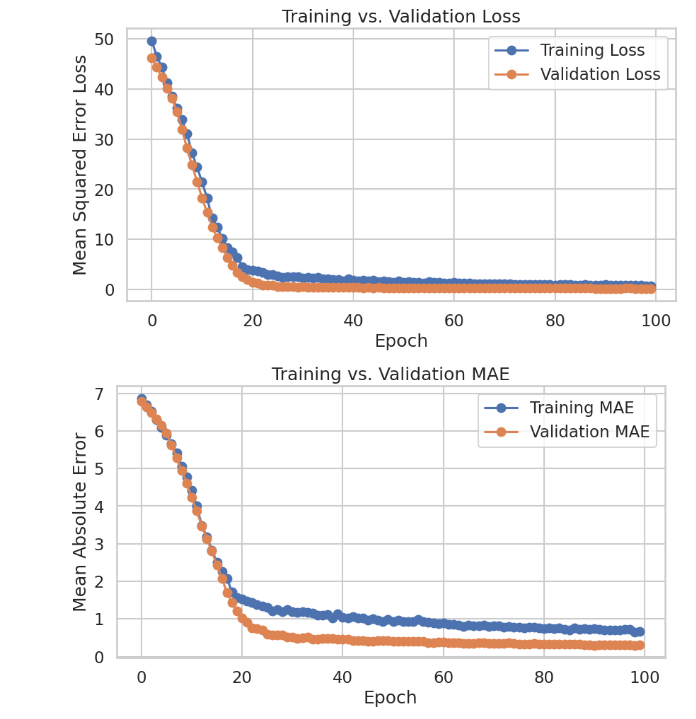 Training vs. Validation Loss
Mean Squared Error Loss
50
40
30
20
10
0
Training Loss
Validation Loss
0 20 40 60 80 100
Epoch
Training vs. Validation MAE
Mean Absolute Error
7
6
5
4
3
2
1
0
Training MAE
Validation MAE
0 20 40 60 80 100
Epoch